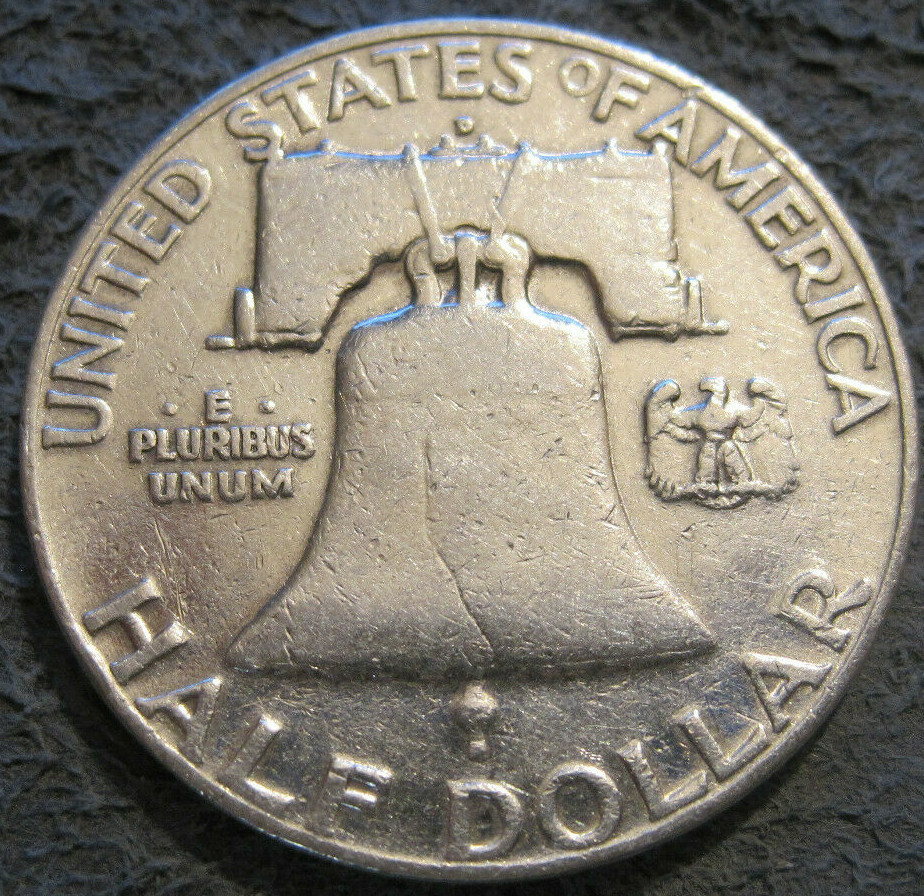 UNITED STATES OF AMERICA
· E ·
PLURIBUS
UNUM
HALF DOLLAR